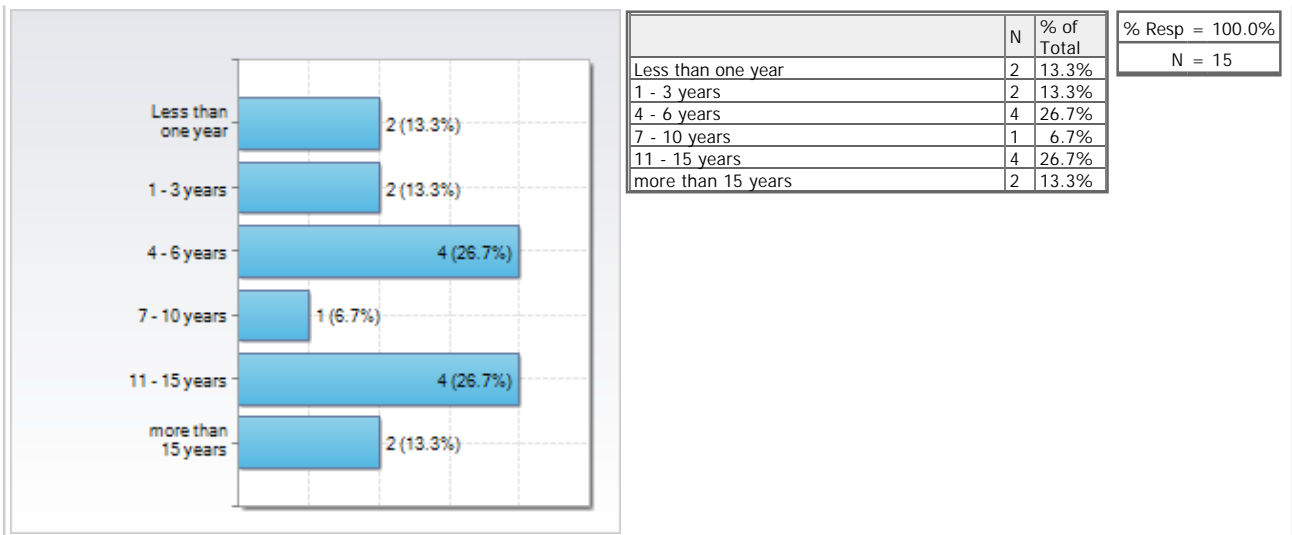 Less than
one year
2 (13.3%)
1 - 3 years
2 (13.3%)
4 - 6 years
4 (26.7%)
7 - 10 years
1 (6.7%)
11 - 15 years
4 (26.7%)
more than
15 years
2 (13.3%)
N % of
Total
Less than one year 2 13.3%
1 - 3 years 2 13.3%
4 - 6 years 4 26.7%
7 - 10 years 1 6.7%
11 - 15 years 4 26.7%
more than 15 years 2 13.3%
% Resp = 100.0%
N = 15